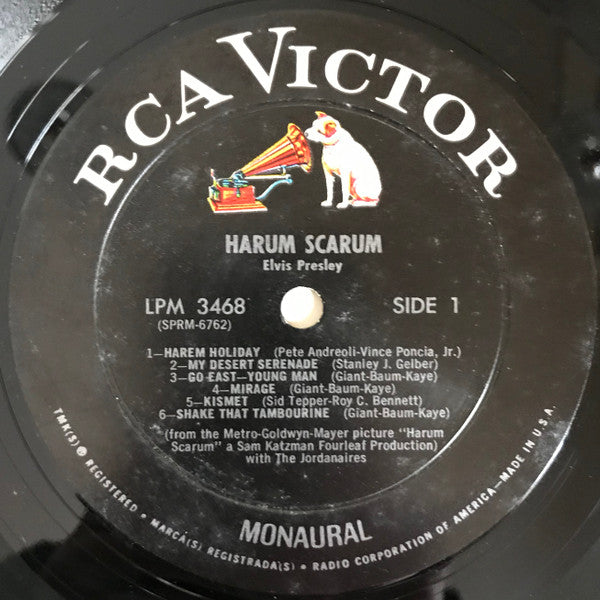 RCA VICTOR
HARUM SCARUM
Elvis Presley
LPM 3468
(SPRM-6762)
SIDE 1
1—HAREM HOLIDAY (Pete Andreoli-Vince Poncia, Jr.)
2—MY DESERT SERENADE (Stanley J. Gelber)
3—GO EAST—YOUNG MAN (Giant-Baum-Kaye)
4—MIRAGE (Giant-Baum-Kaye)
5—KISMET (Sid Tepper-Roy C. Bennett)
6—SHAKE THAT TAMBOURINE (Giant-Baum-Kaye)
(from the Metro-Goldwyn-Mayer picture "Harum
Scarum" a Sam Katzman Fourleaf Production)
with The Jordanaires
MONAURAL
TMK(S) ® REGISTERED • MARCA(S) REGISTRADA(S) • RADIO CORPORATION OF AMERICA—MADE IN U.S.A.